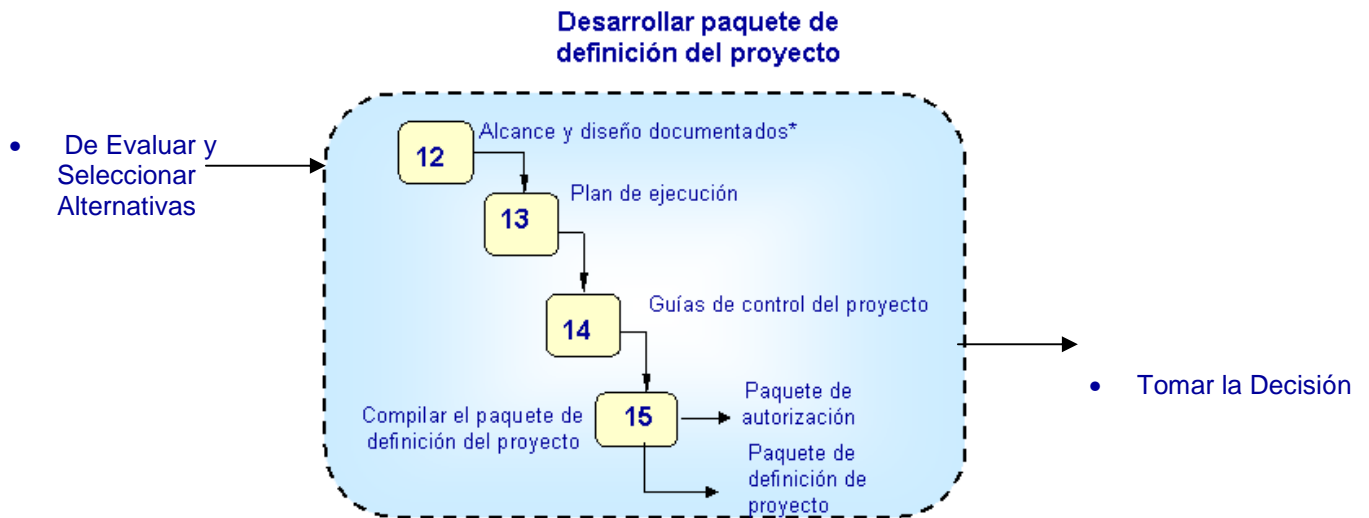 Desarrollar paquete de
definición del proyecto
• De Evaluar y
Seleccionar
Alternativas
12
Alcance y diseño documentados*
13
Plan de ejecución
14
Guías de control del proyecto
Compilar el paquete de
definición del proyecto
15
Paquete de
autorización
Paquete de
definición de
proyecto
• Tomar la Decisión